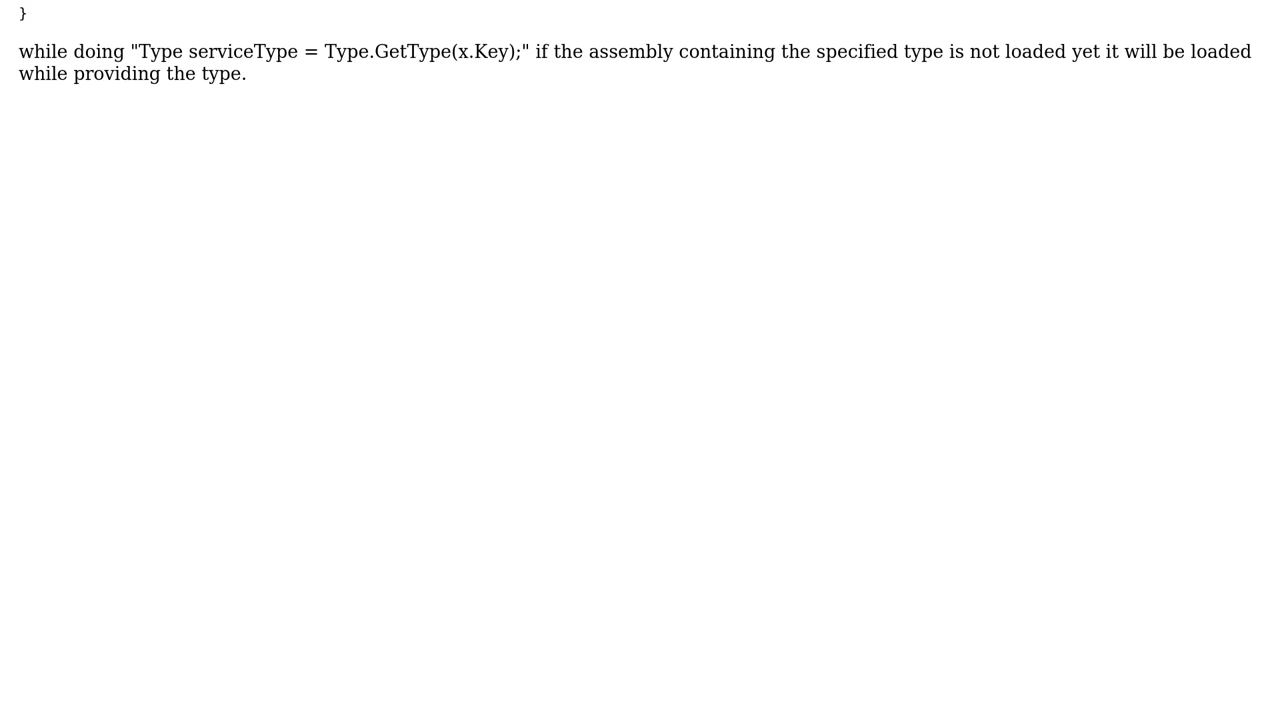 }
while doing "Type serviceType = Type.GetType(x.Key);" if the assembly containing the specified type is not loaded yet it will be loaded
while providing the type.